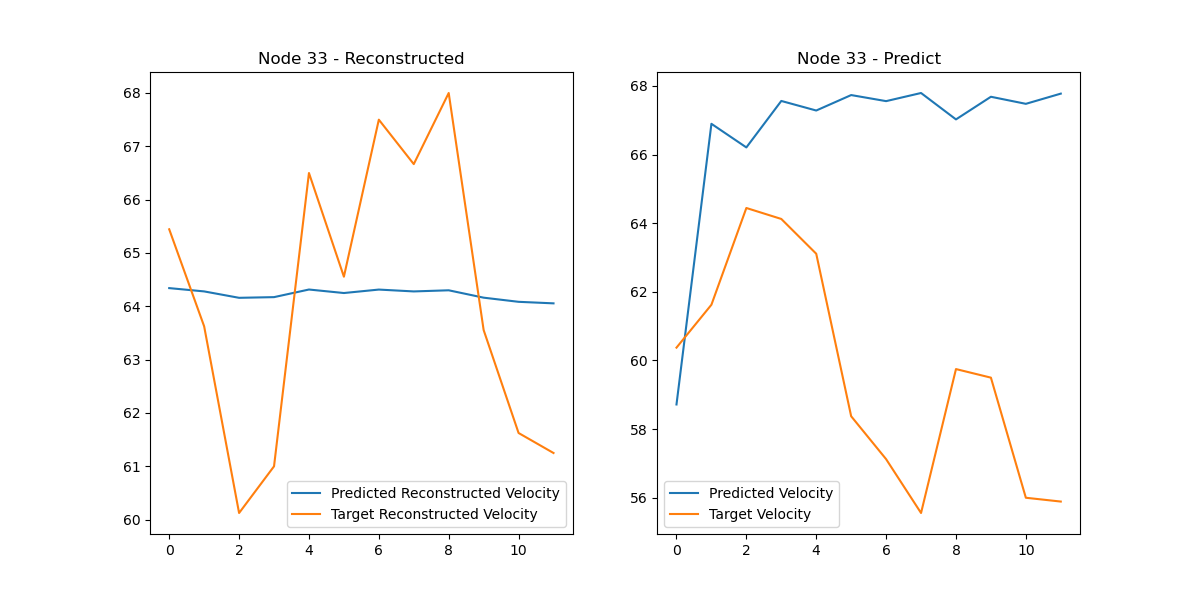 Node 33 - Reconstructed
68
67
66
65
64
63
62
61
60
0 2 4 6 8 10
Predicted Reconstructed Velocity
Target Reconstructed Velocity
Node 33 - Predict
68
66
64
62
60
58
56
0 2 4 6 8 10
Predicted Velocity
Target Velocity